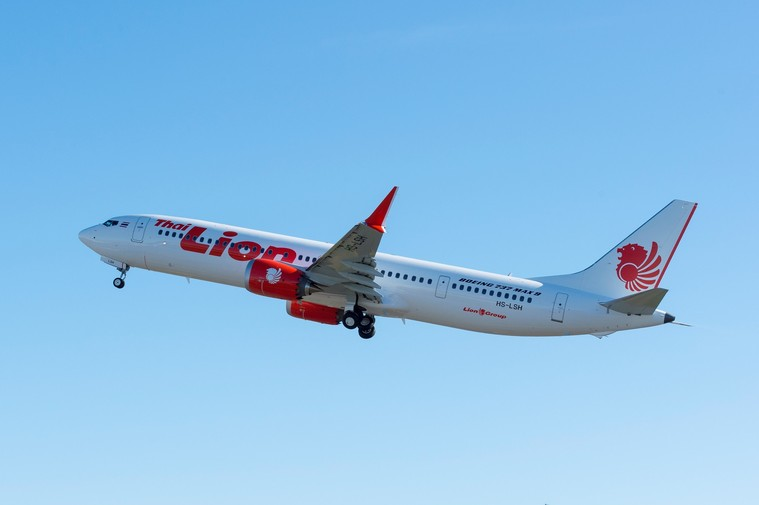 Thai
Lion
BOEING 737 MAX 9
HS-LSH
Lion Group